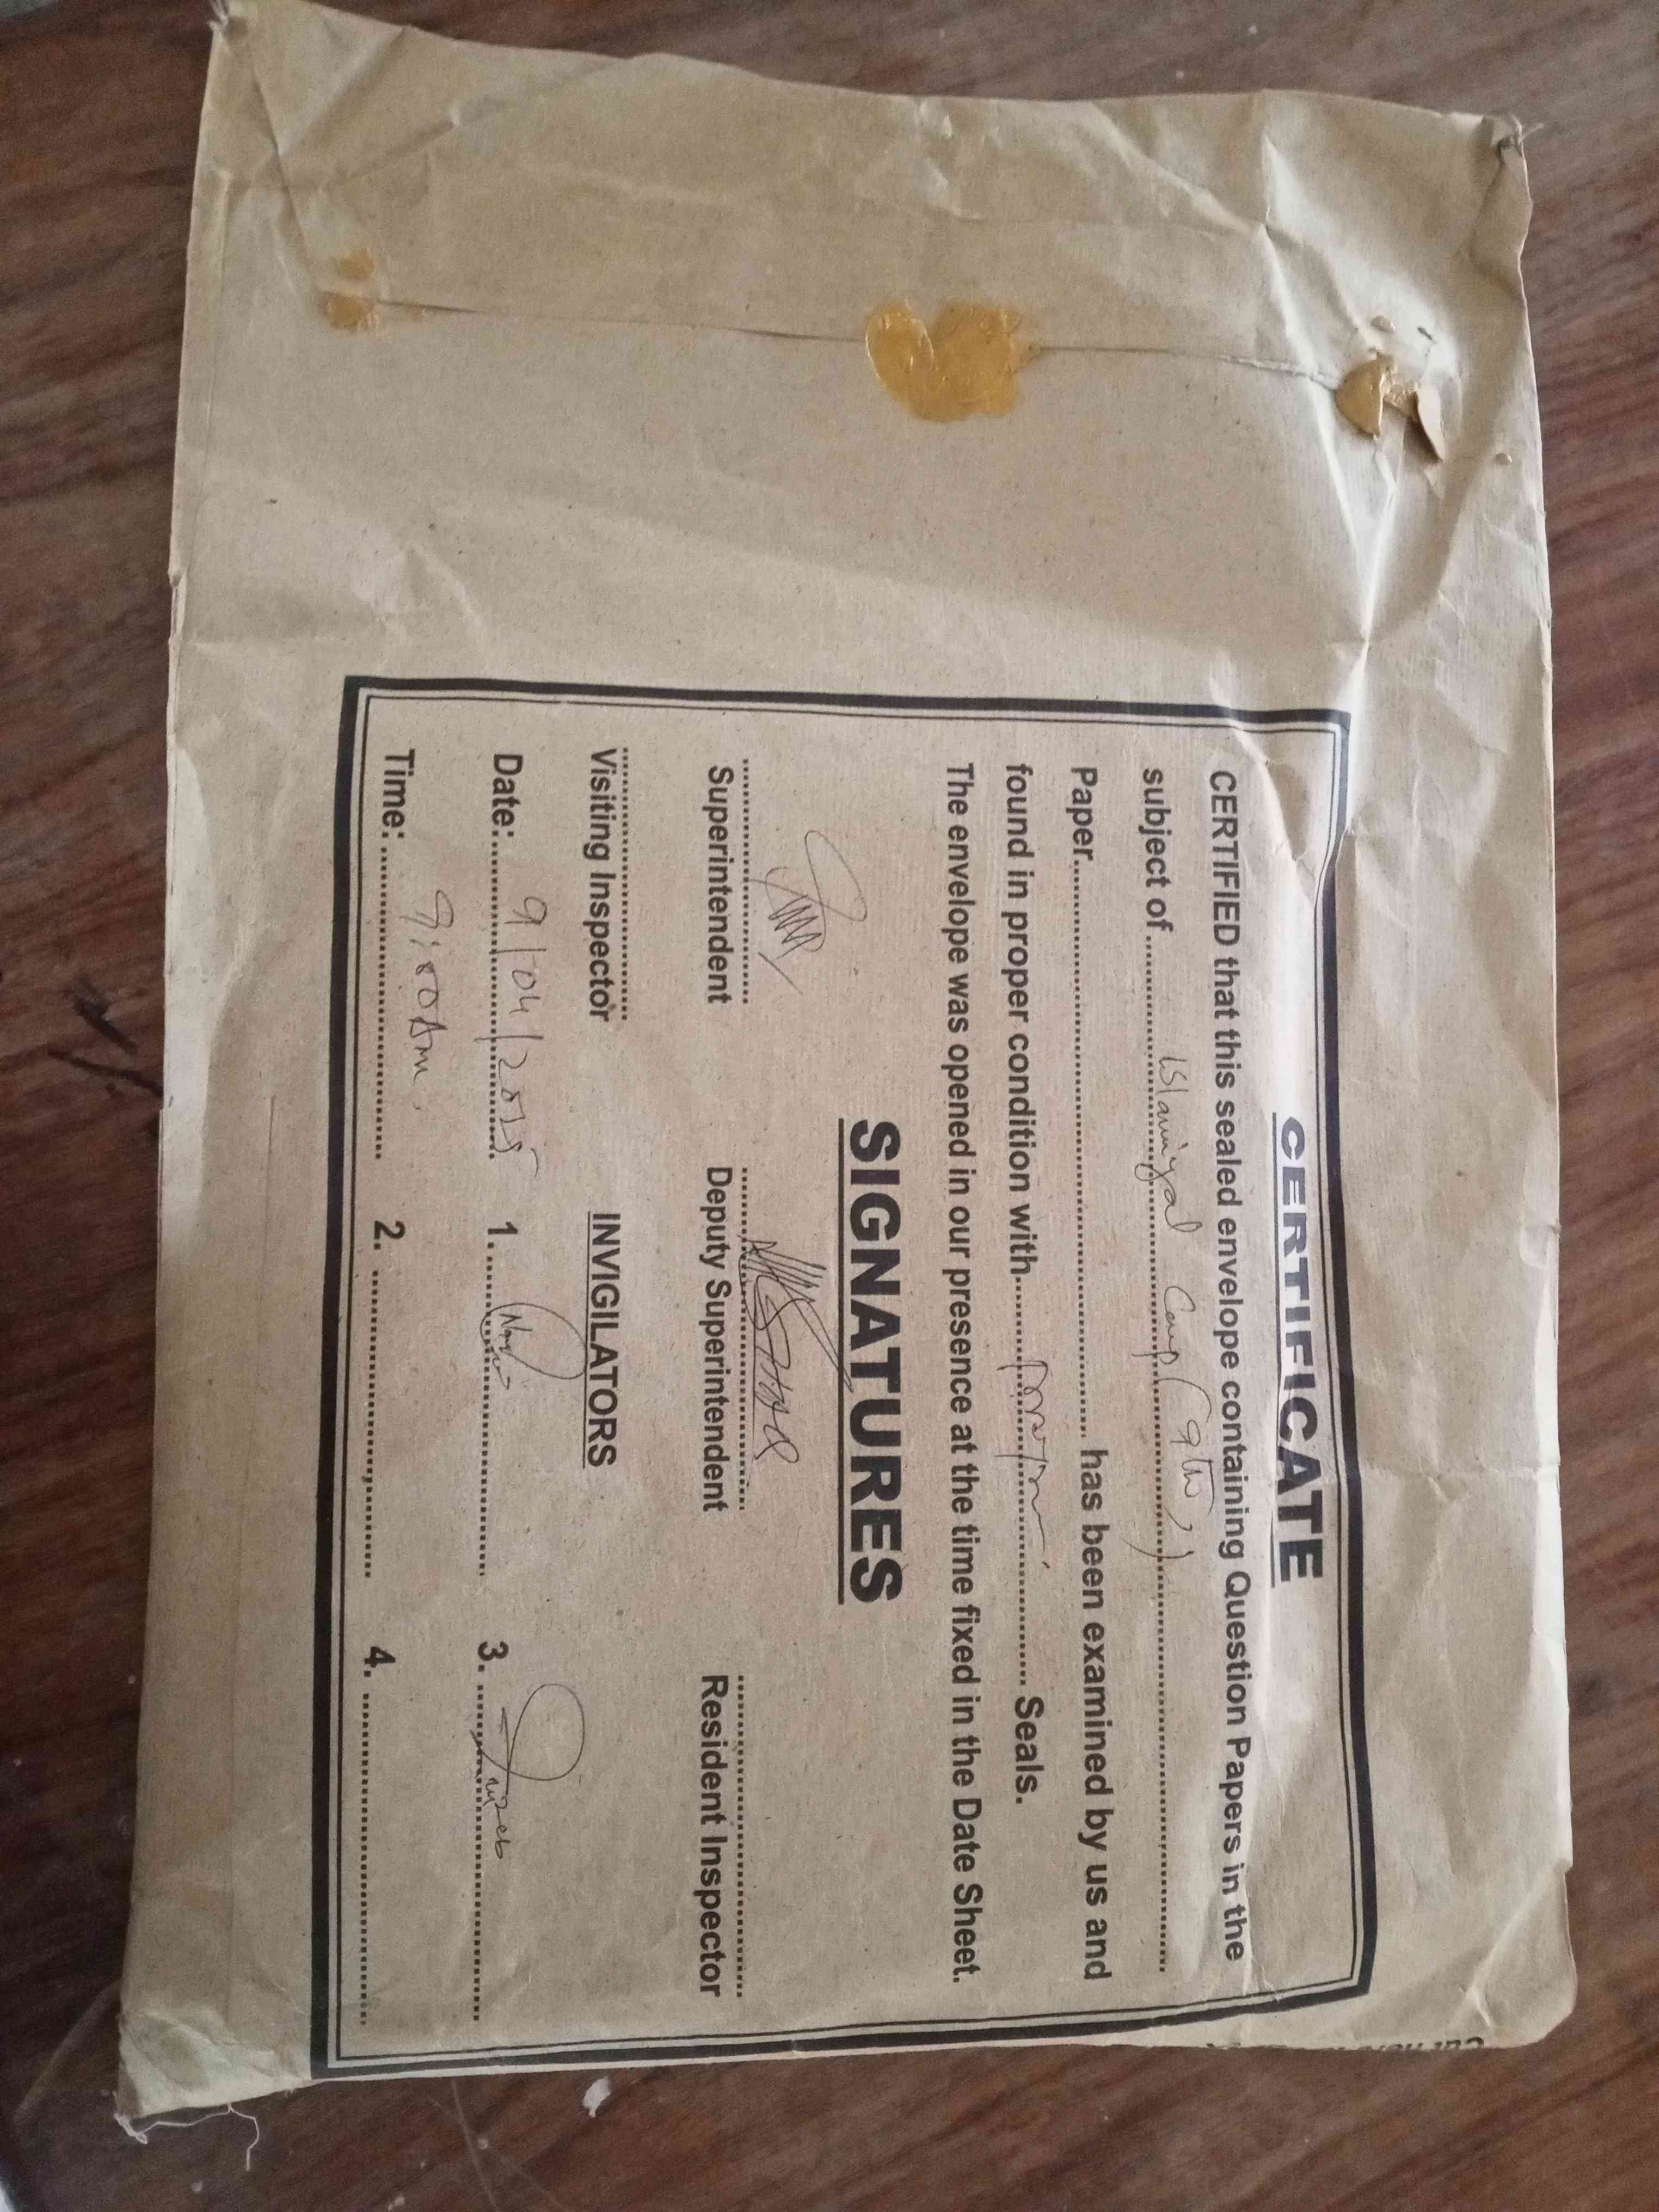 CERTIFICATE
CERTIFIED that this sealed envelope containing Question Papers in the
subject of ........ Islamiyat Comp (9th) ........
Paper................ has been examined by us and
found in proper condition with................ Seals.
The envelope was opened in our presence at the time fixed in the Date Sheet.
SIGNATURES
Superintendent Deputy Superintendent Resident Inspector
Visiting Inspector INVIGILATORS
Date: 9/04/2025 1. 3.
Time: 9:00 Am. 2. 4.